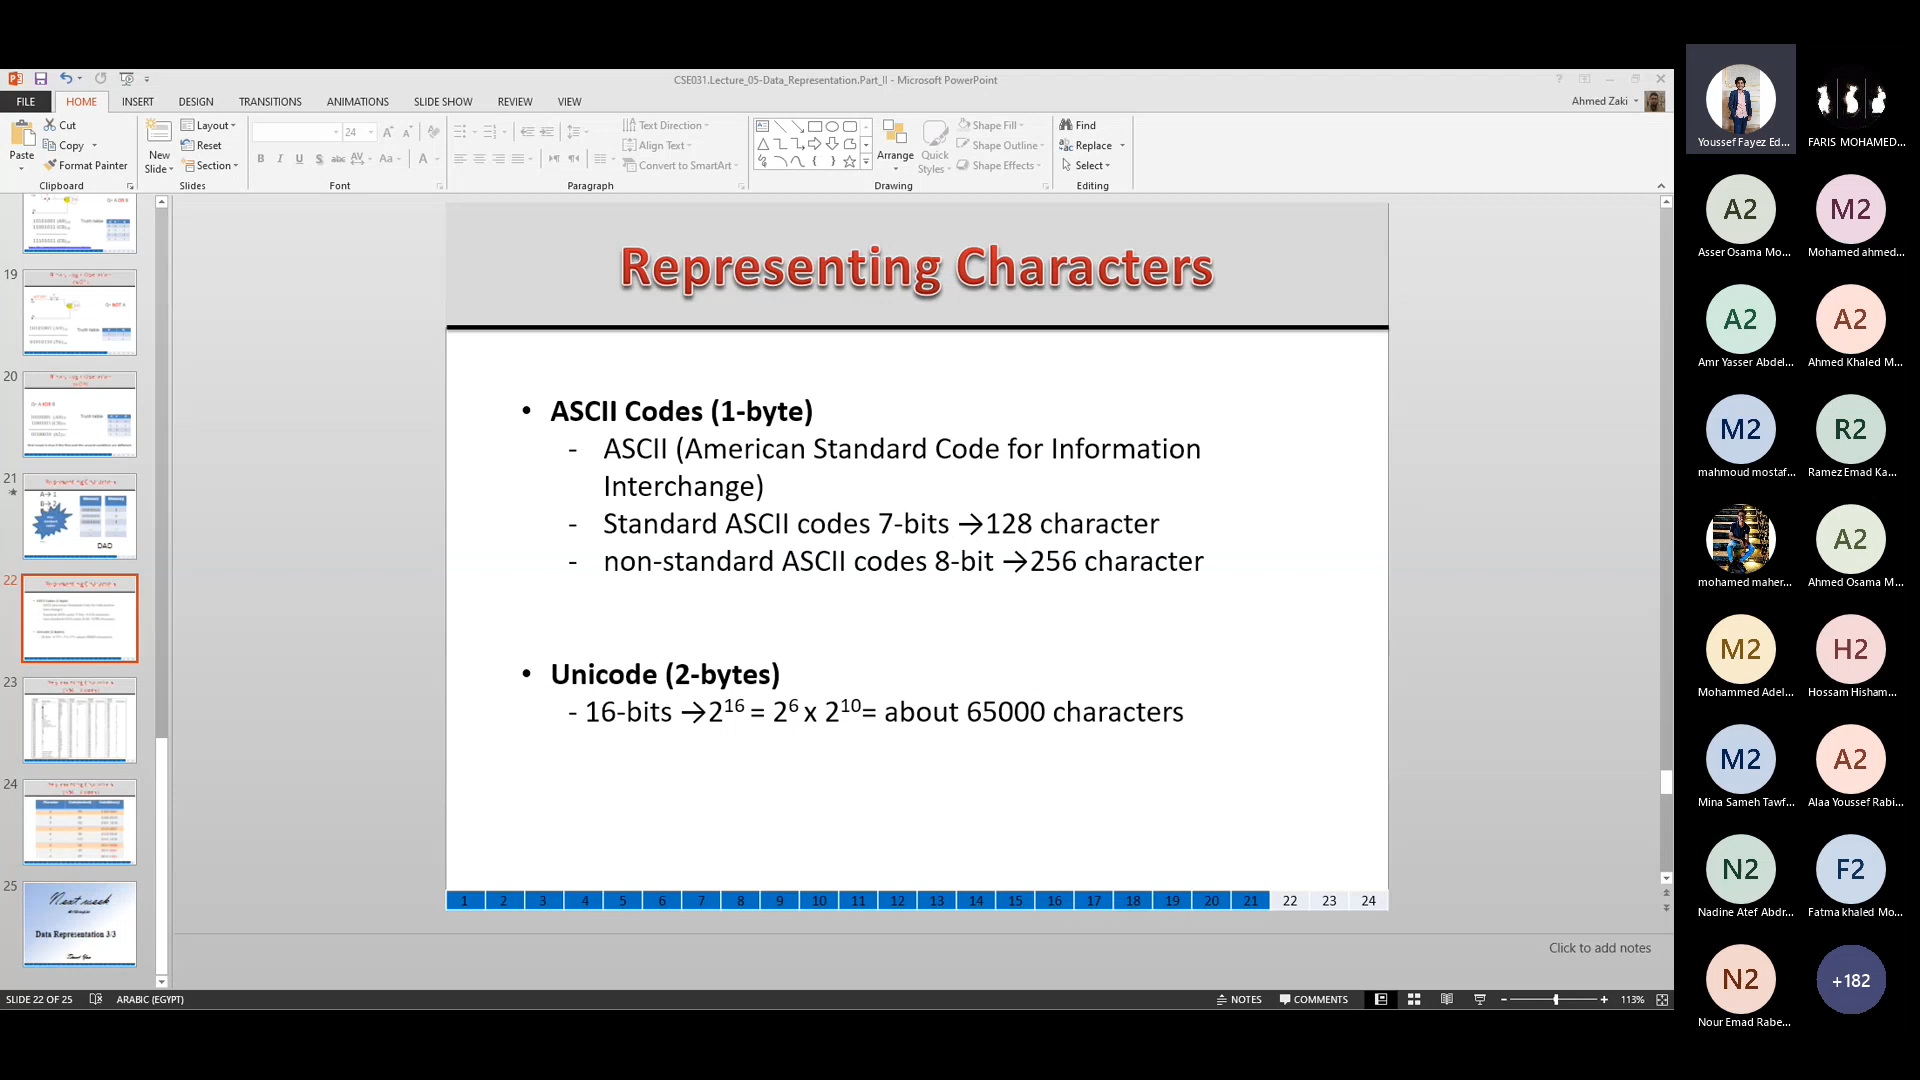 CSE031.Lecture_05-Data_Representation.Part_II - Microsoft PowerPoint
FILE HOME INSERT DESIGN TRANSITIONS ANIMATIONS SLIDE SHOW REVIEW VIEW
Ahmed Zaki
Paste
Cut
Copy
Format Painter
Clipboard
New
Slide
Layout
Reset
Section
Slides
24
Font
Text Direction
Align Text
Convert to SmartArt
Paragraph
Arrange
Quick
Styles
Shape Fill
Shape Outline
Shape Effects
Drawing
Find
Replace
Select
Editing
19
20
21
22
23
24
25
Data Representation 3/3
Representing Characters
• ASCII Codes (1-byte)
- ASCII (American Standard Code for Information
Interchange)
- Standard ASCII codes 7-bits →128 character
- non-standard ASCII codes 8-bit →256 character
• Unicode (2-bytes)
- 16-bits →2¹⁶ = 2⁶ x 2¹⁰= about 65000 characters
1 2 3 4 5 6 7 8 9 10 11 12 13 14 15 16 17 18 19 20 21 22 23 24
Click to add notes
SLIDE 22 OF 25 ARABIC (EGYPT)
NOTES COMMENTS 113%
Youssef Fayez Ed...
FARIS MOHAMED...
A2
Asser Osama Mo...
M2
Mohamed ahmed...
A2
Amr Yasser Abdel...
A2
Ahmed Khaled M...
M2
mahmoud mostaf...
R2
Ramez Emad Ka...
mohamed maher...
A2
Ahmed Osama M...
M2
Mohammed Adel...
H2
Hossam Hisham...
M2
Mina Sameh Tawf...
A2
Alaa Youssef Rabi...
N2
Nadine Atef Abdr...
F2
Fatma khaled Mo...
N2
Nour Emad Rabe...
+182